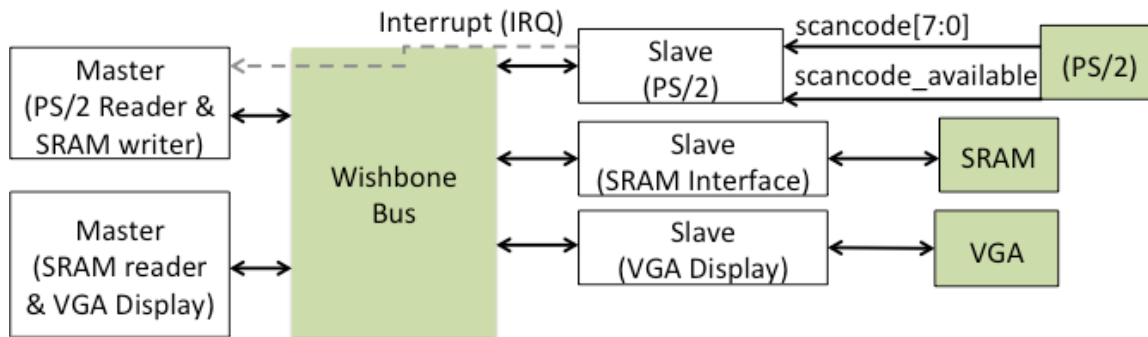 Interrupt (IRQ)
Master
(PS/2 Reader &
SRAM writer)
Master
(SRAM reader
& VGA Display)
Wishbone
Bus
Slave
(PS/2)
Slave
(SRAM Interface)
Slave
(VGA Display)
scancode[7:0]
scancode_available
(PS/2)
SRAM
VGA